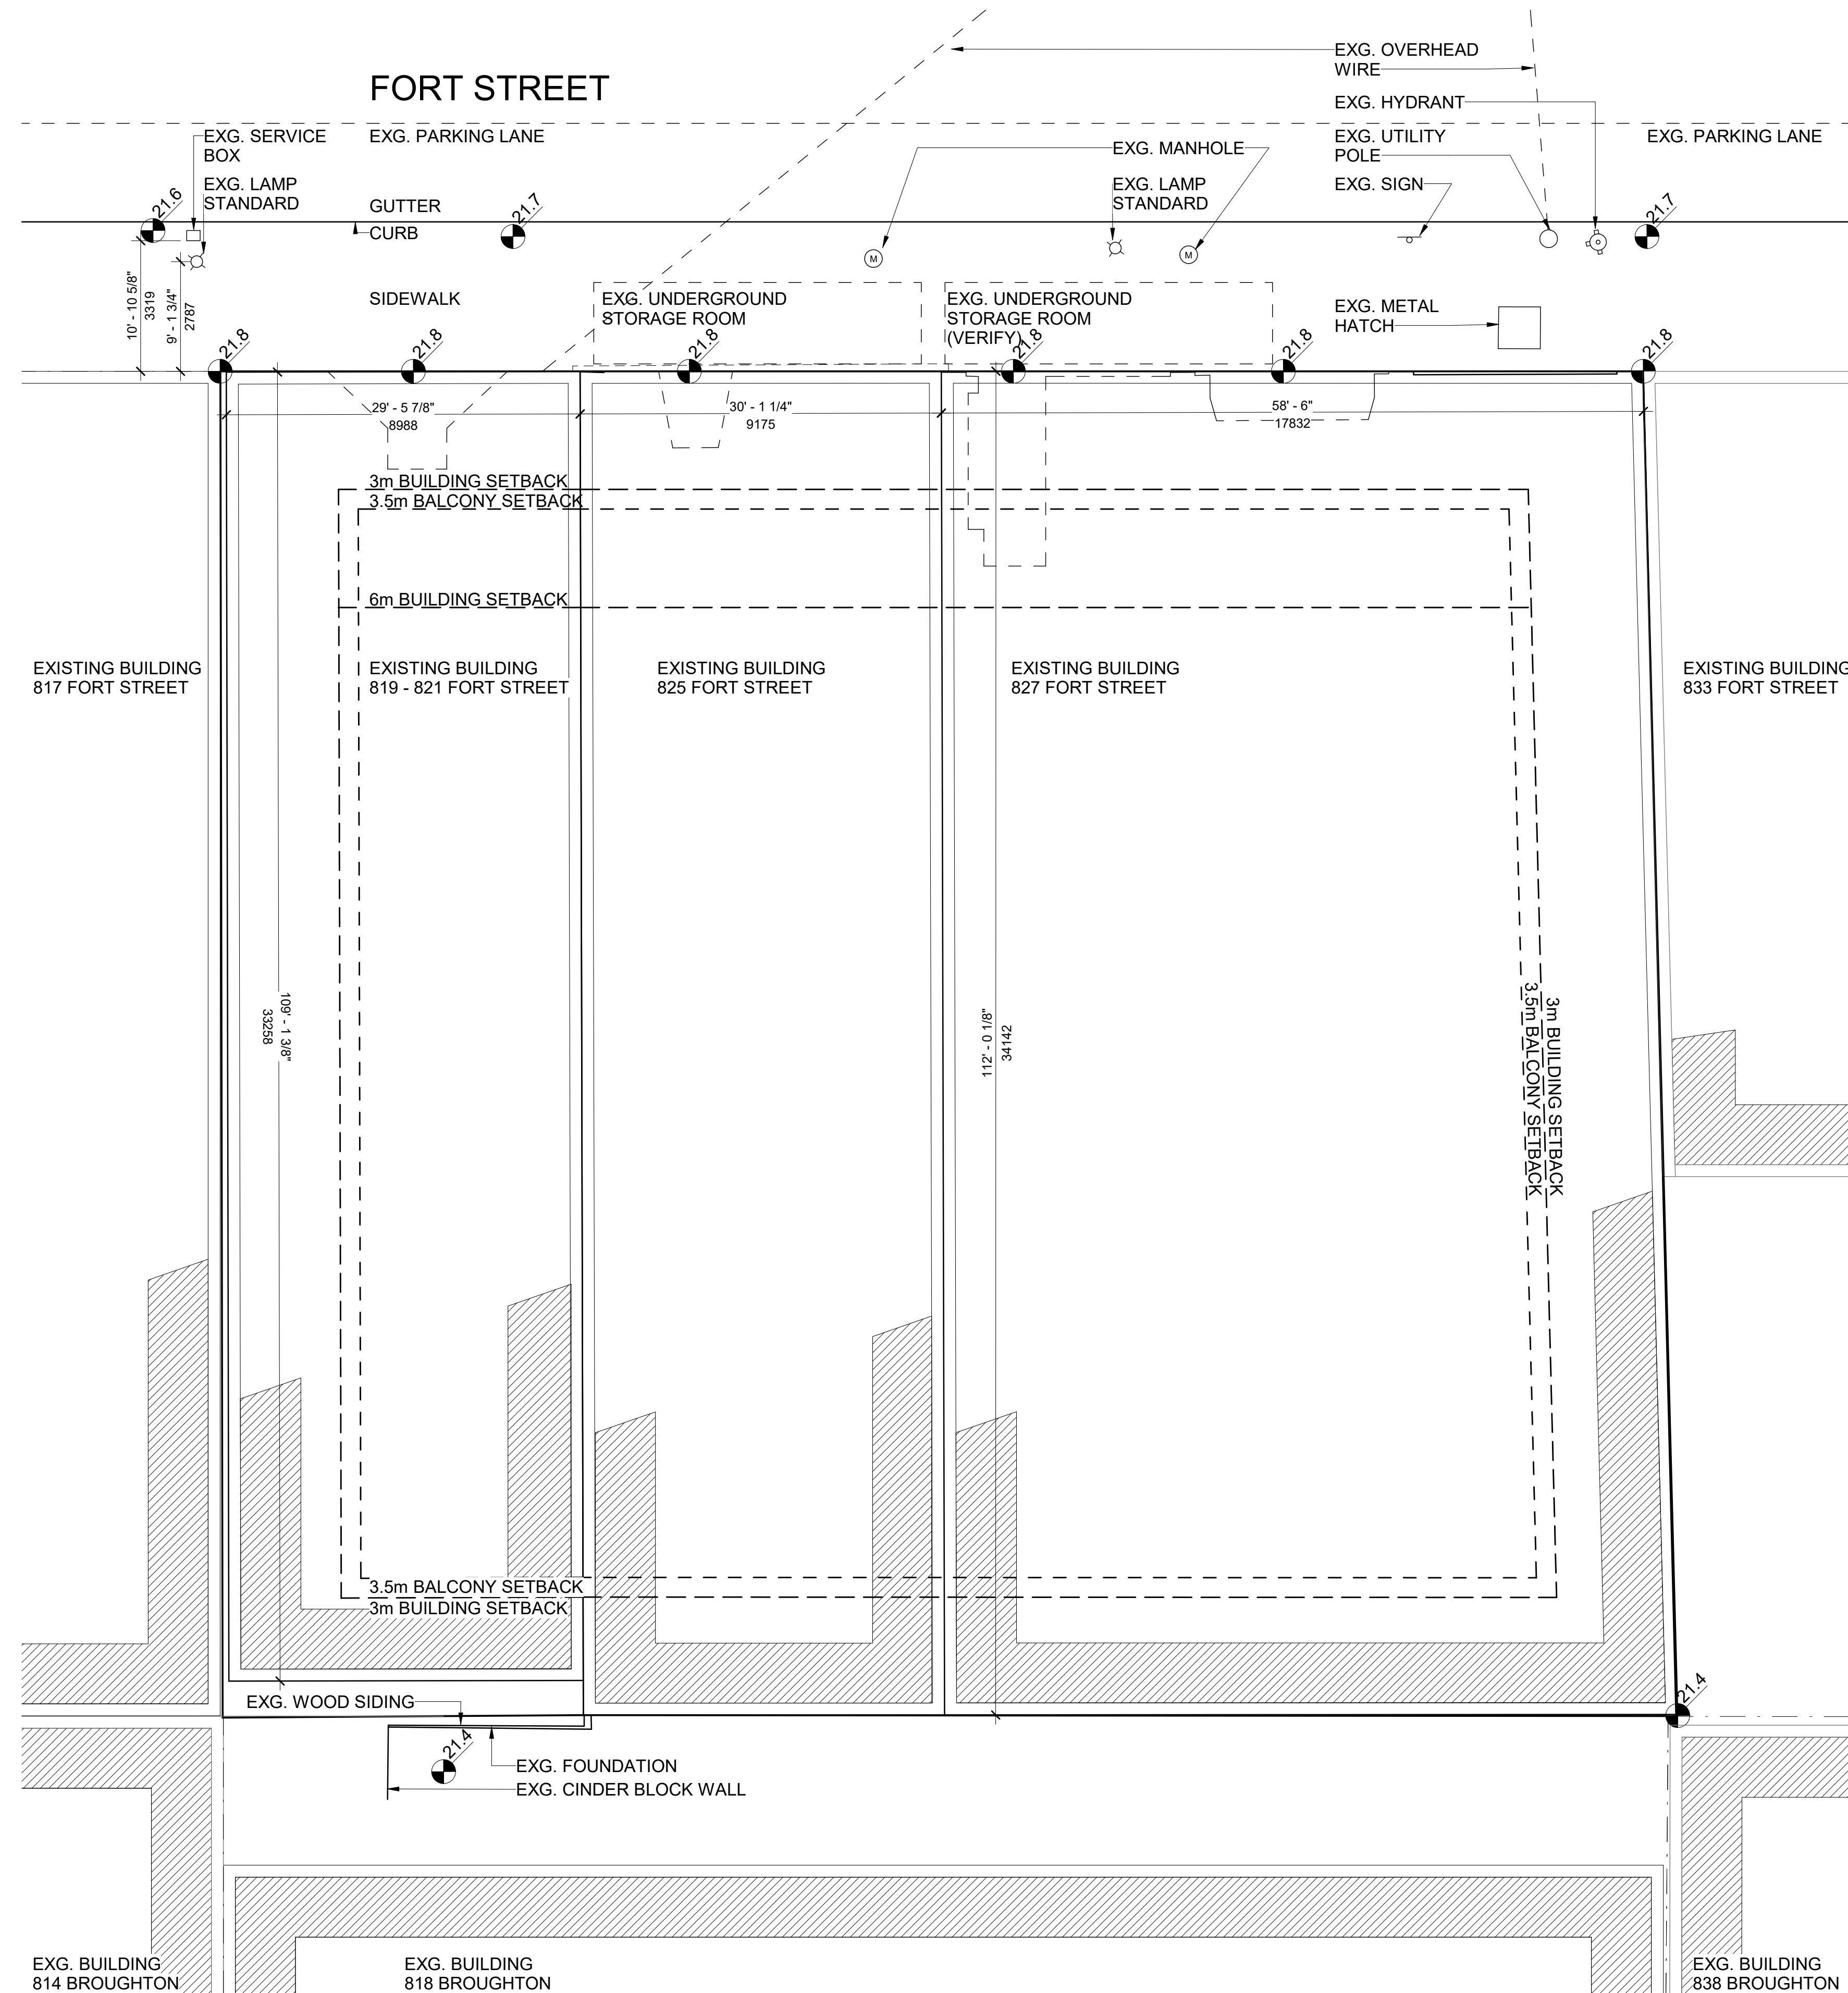 EXG. OVERHEAD
WIRE
FORT STREET
EXG. HYDRANT
EXG. SERVICE
BOX
EXG. PARKING LANE
EXG. MANHOLE
EXG. UTILITY
POLE
EXG. PARKING LANE
EXG. LAMP
STANDARD
EXG. LAMP
STANDARD
EXG. SIGN
21.6
GUTTER
21.7
21.7
CURB
M
M
10' - 10 5/8"
3319
9' - 1 3/4"
2787
SIDEWALK
EXG. UNDERGROUND
STORAGE ROOM
EXG. UNDERGROUND
STORAGE ROOM
(VERIFY)
EXG. METAL
HATCH
21.8
21.8
21.8
21.8
21.8
21.8
29' - 5 7/8"
8988
30' - 1 1/4"
9175
58' - 6"
17832
3m BUILDING SETBACK
3.5m BALCONY SETBACK
6m BUILDING SETBACK
EXISTING BUILDING
817 FORT STREET
EXISTING BUILDING
819 - 821 FORT STREET
EXISTING BUILDING
825 FORT STREET
EXISTING BUILDING
827 FORT STREET
EXISTING BUILDING
833 FORT STREET
109' - 1 3/8"
33258
112' - 0 1/8"
34142
3m BUILDING SETBACK
3.5m BALCONY SETBACK
3.5m BALCONY SETBACK
3m BUILDING SETBACK
EXG. WOOD SIDING
21.4
21.4
EXG. FOUNDATION
EXG. CINDER BLOCK WALL
EXG. BUILDING
814 BROUGHTON
EXG. BUILDING
818 BROUGHTON
EXG. BUILDING
838 BROUGHTON